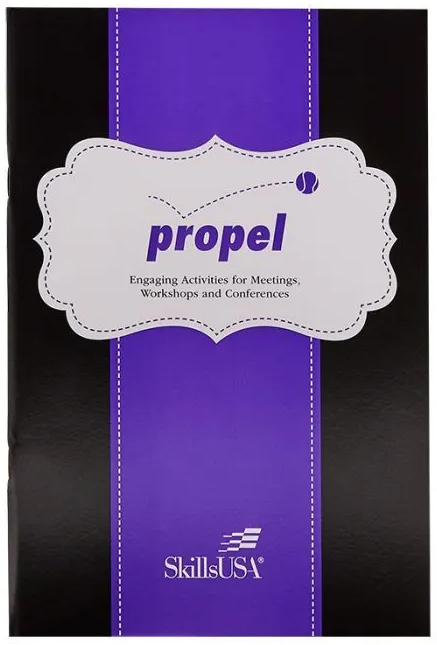 propel
Engaging Activities for Meetings,
Workshops and Conferences
SkillsUSA®